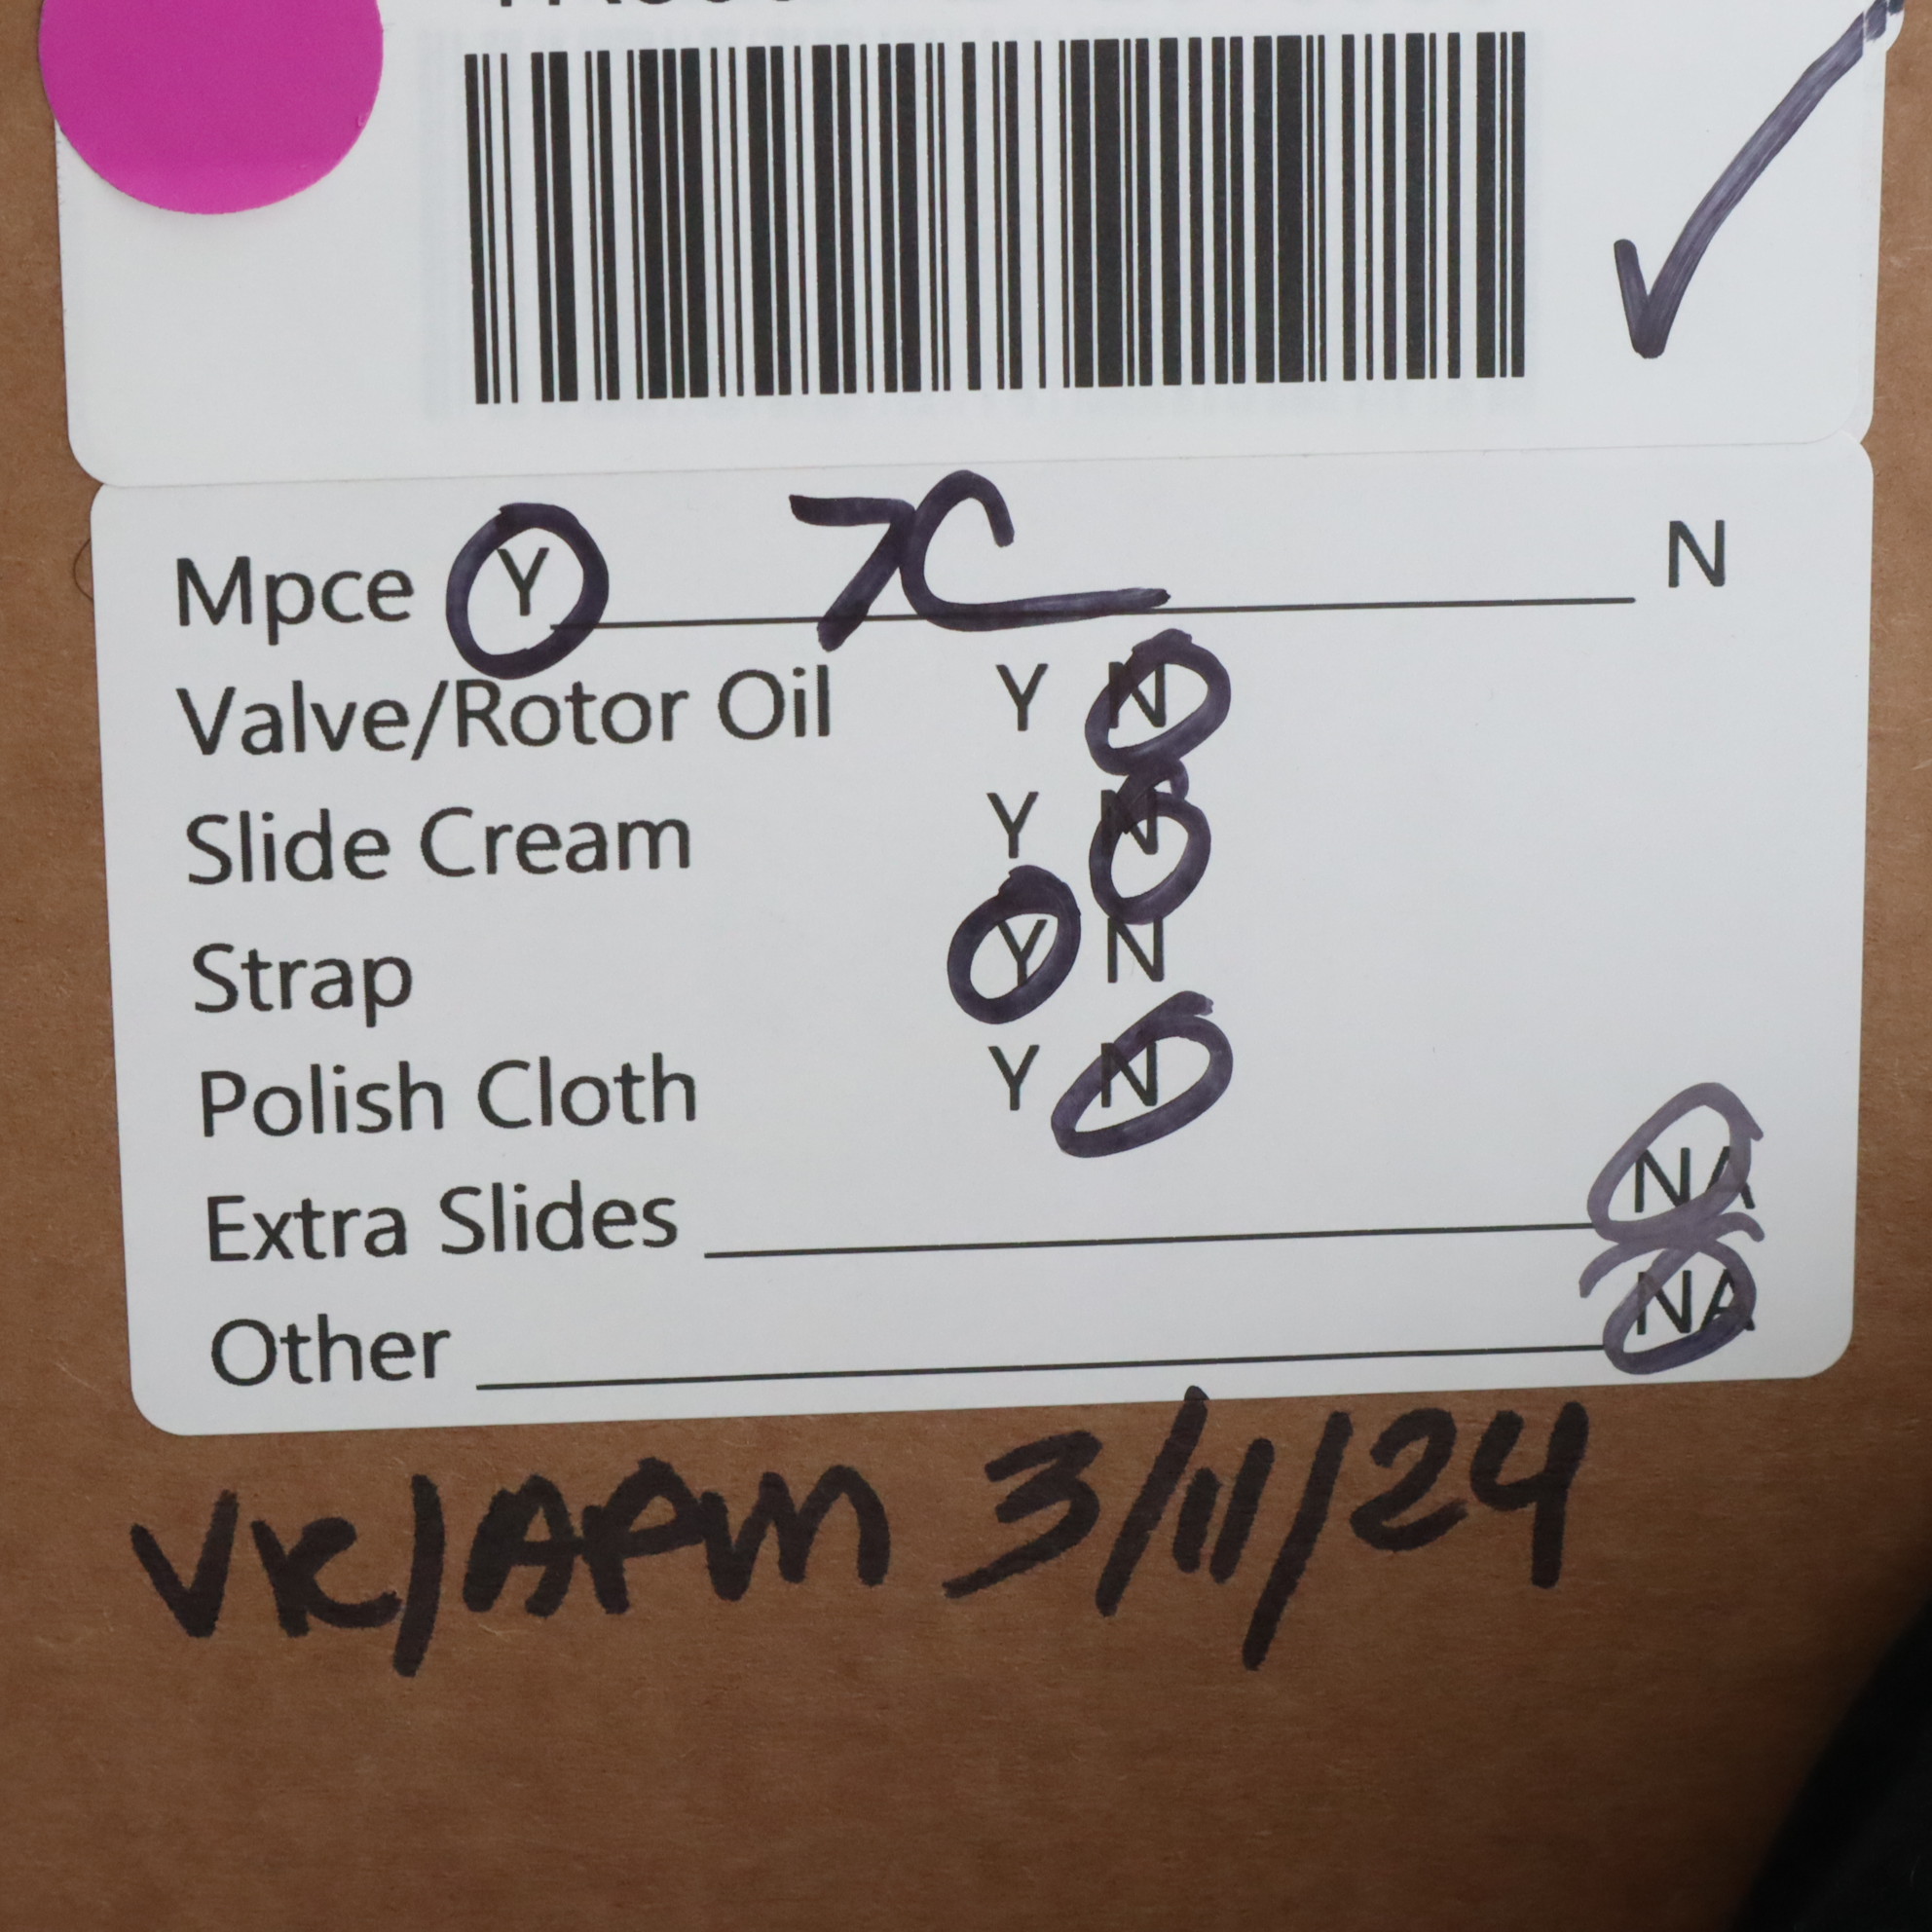 Mpce Y 7C N
Valve/Rotor Oil Y N
Slide Cream Y N
Strap Y N
Polish Cloth Y N
Extra Slides NA
Other NA
VK/APM 3/11/24